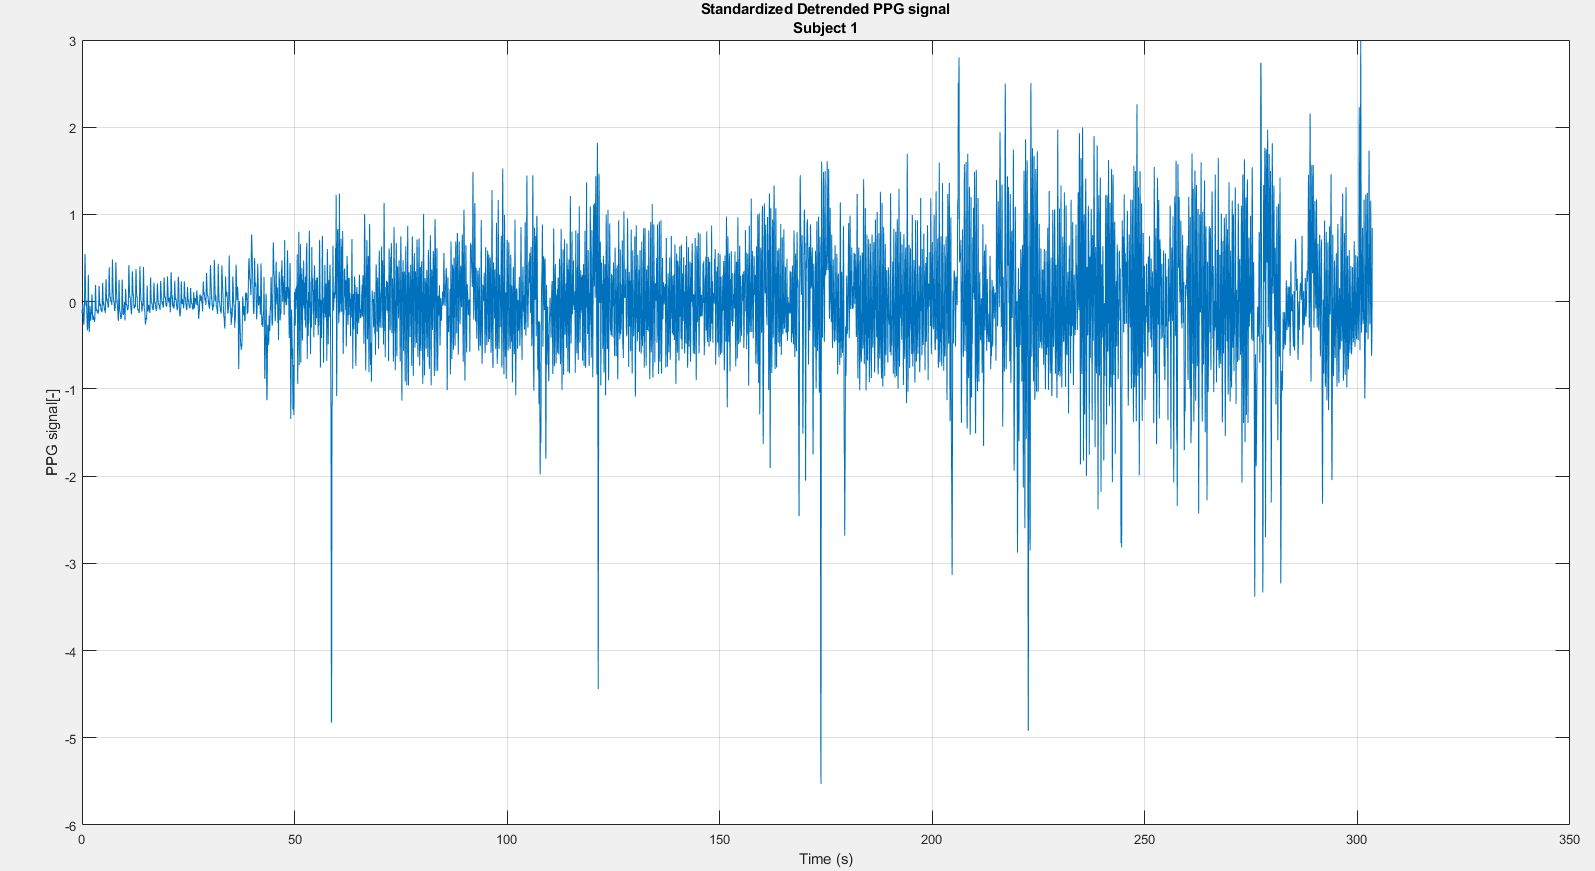 Standardized Detrended PPG signal
Subject 1
3
2
1
0
-1
-2
-3
-4
-5
-6
PPG signal[-]
0 50 100 150 200 250 300 350
Time (s)